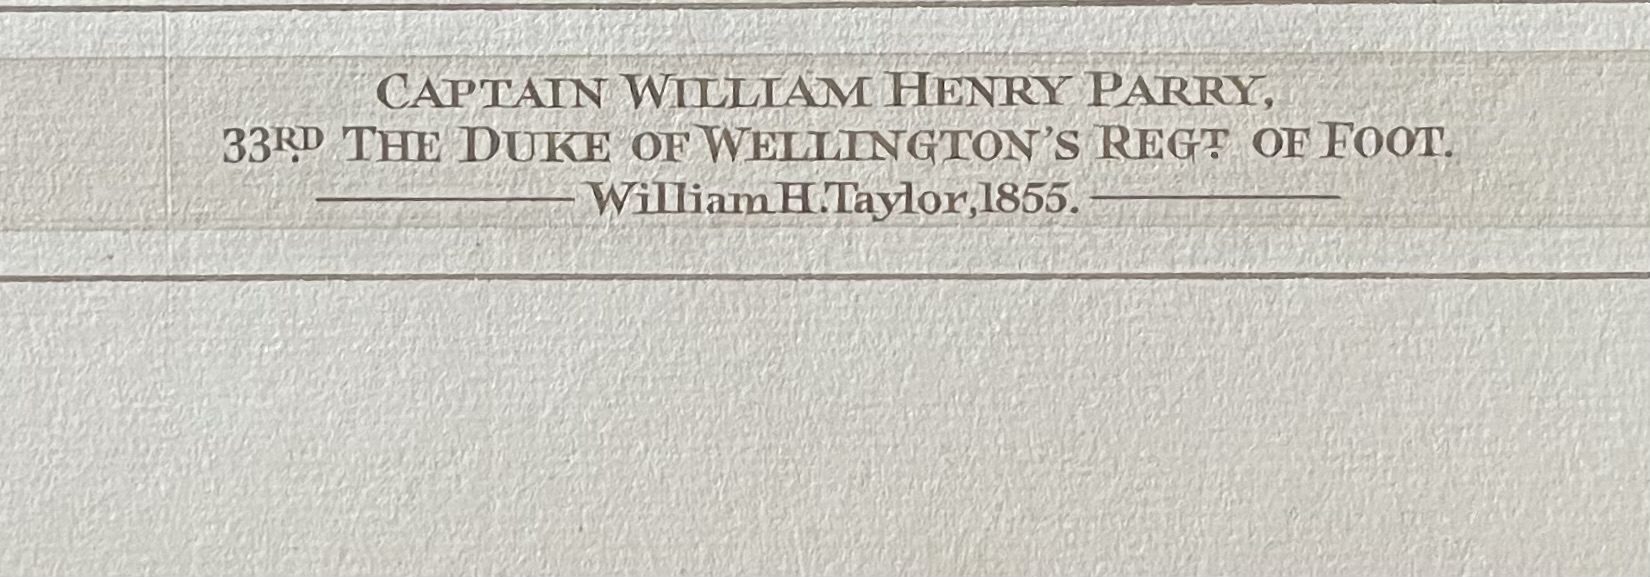 CAPTAIN WILLIAM HENRY PARRY,
33RD THE DUKE OF WELLINGTON'S REGT OF FOOT.
William H. Taylor, 1855.